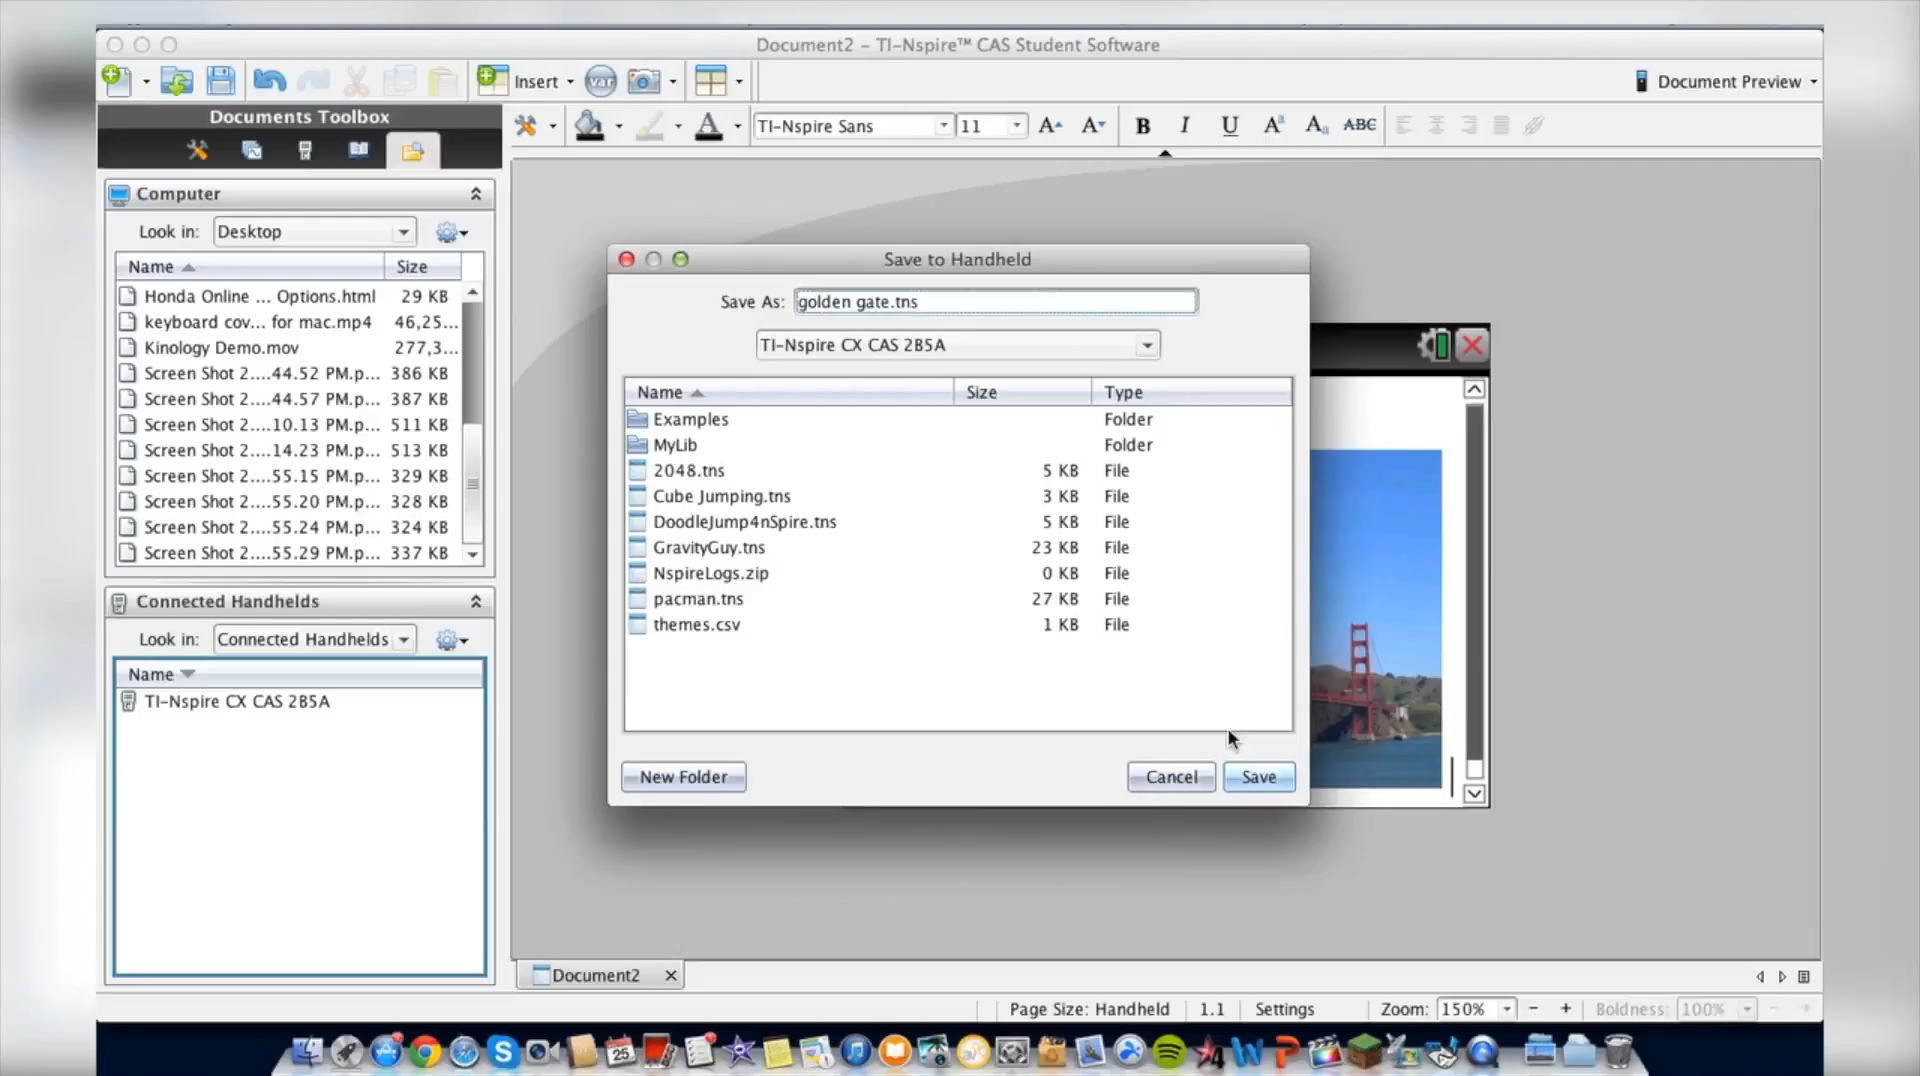 Document2 – TI-Nspire™ CAS Student Software
Insert
var
Document Preview
Documents Toolbox
TI-Nspire Sans
11
A
A
B
I
U
Aa
Aa
ABC
Computer
Look in:
Desktop
Name
Size
Honda Online ... Options.html
29 KB
keyboard cov... for mac.mp4
46,25...
Kinology Demo.mov
277,3...
Screen Shot 2....44.52 PM.p...
386 KB
Screen Shot 2....44.57 PM.p...
387 KB
Screen Shot 2....10.13 PM.p...
511 KB
Screen Shot 2....14.23 PM.p...
513 KB
Screen Shot 2....55.15 PM.p...
329 KB
Screen Shot 2....55.20 PM.p...
328 KB
Screen Shot 2....55.24 PM.p...
324 KB
Screen Shot 2....55.29 PM.p...
337 KB
Connected Handhelds
Look in:
Connected Handhelds
Name
TI-Nspire CX CAS 2B5A
Save to Handheld
Save As:
golden gate.tns
TI-Nspire CX CAS 2B5A
Name
Size
Type
Examples
Folder
MyLib
Folder
2048.tns
5 KB
File
Cube Jumping.tns
3 KB
File
DoodleJump4nSpire.tns
5 KB
File
GravityGuy.tns
23 KB
File
NspireLogs.zip
0 KB
File
pacman.tns
27 KB
File
themes.csv
1 KB
File
New Folder
Cancel
Save
Document2
Page Size: Handheld
1.1
Settings
Zoom:
150%
Boldness:
100%
25